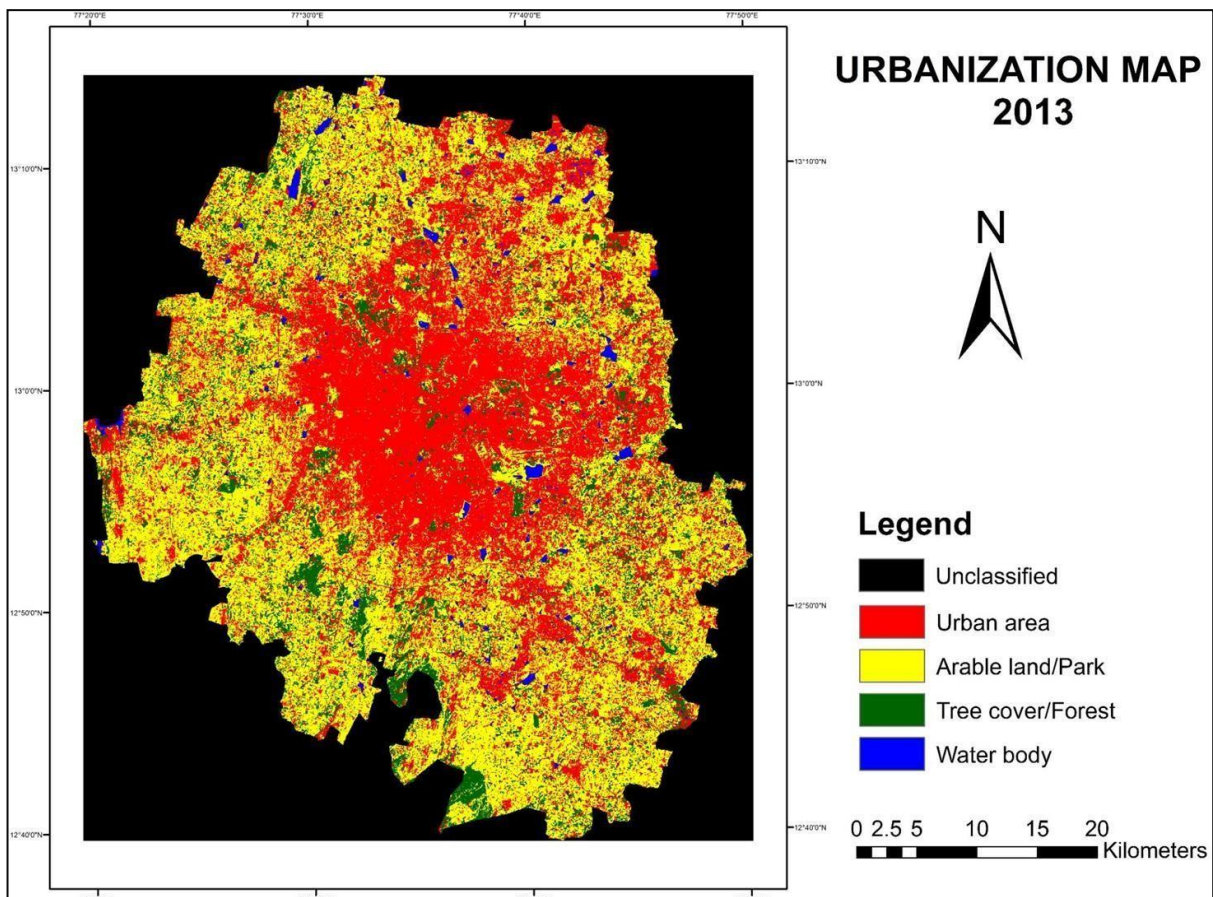 77°20'0"E
77°30'0"E
77°40'0"E
77°50'0"E
URBANIZATION MAP
2013
13°10'0"N
13°10'0"N
N
13°0'0"N
13°0'0"N
Legend
Unclassified
Urban area
12°50'0"N
12°50'0"N
Arable land/Park
Tree cover/Forest
Water body
12°40'0"N
12°40'0"N
0 2.5 5 10 15 20
Kilometers